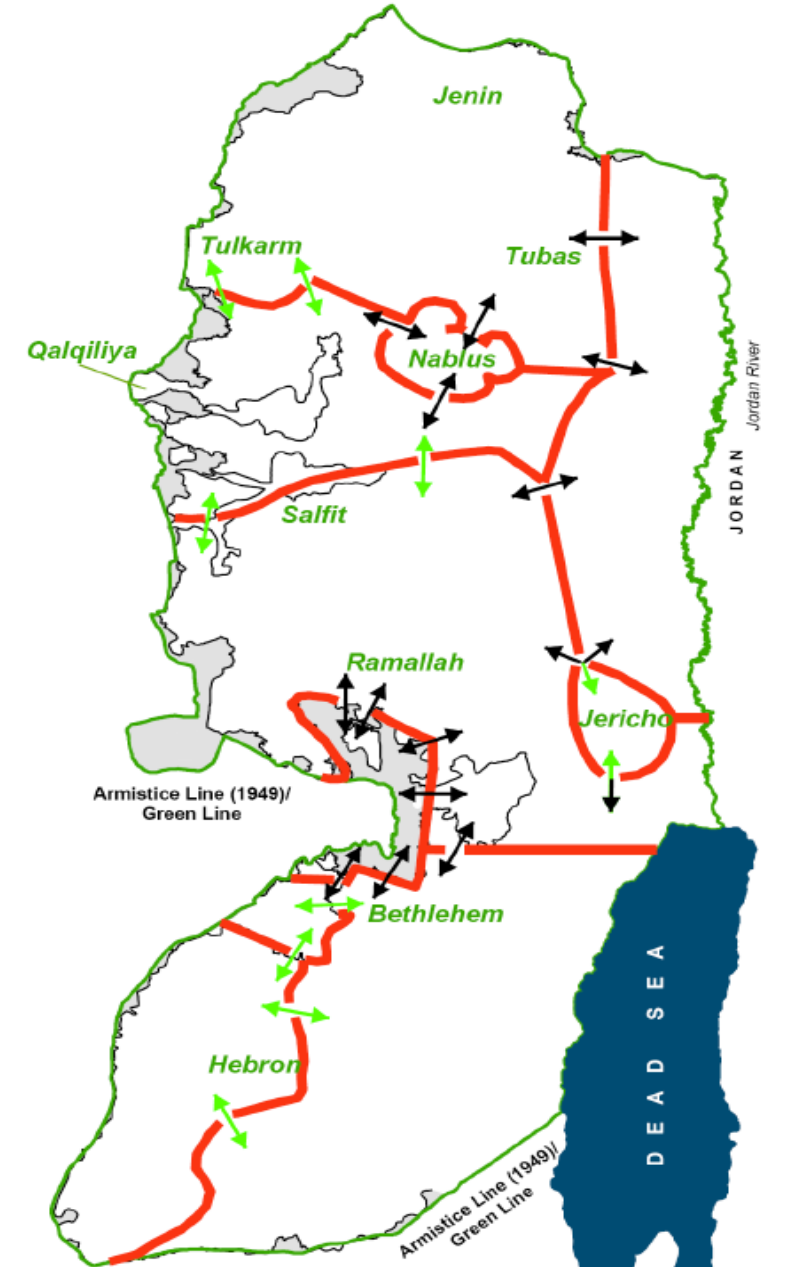 Jenin
Tulkarm
Tubas
Qalqiliya
Nablus
Jordan River
JORDAN
Salfit
Ramallah
Jericho
Armistice Line (1949)/
Green Line
Bethlehem
DEAD SEA
Hebron
Armistice Line (1949)/
Green Line